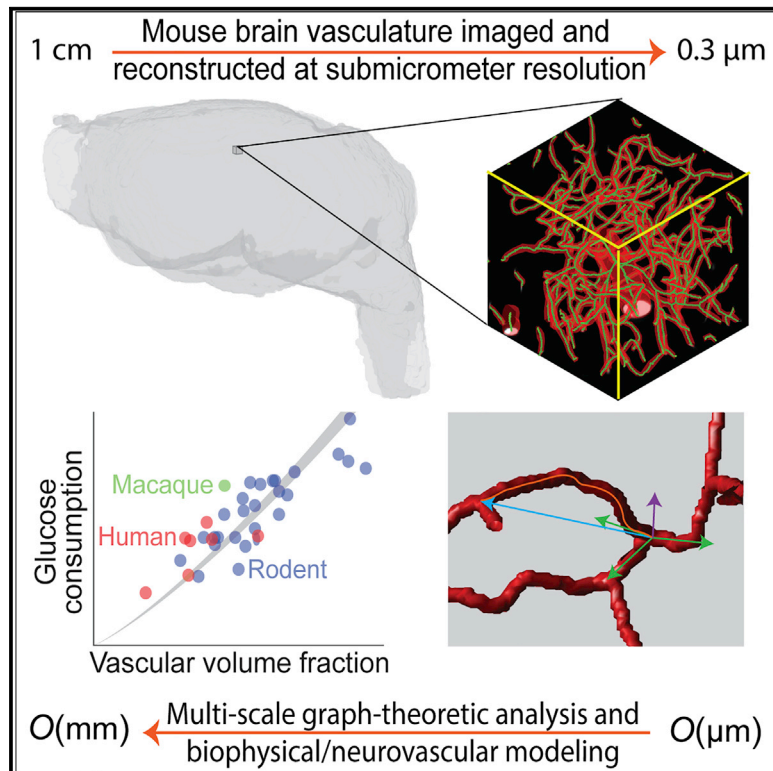 1 cm
Mouse brain vasculature imaged and
reconstructed at submicrometer resolution
0.3 μm
Glucose
consumption
Macaque
Human
Rodent
Vascular volume fraction
O(mm)
Multi-scale graph-theoretic analysis and
biophysical/neurovascular modeling
O(μm)